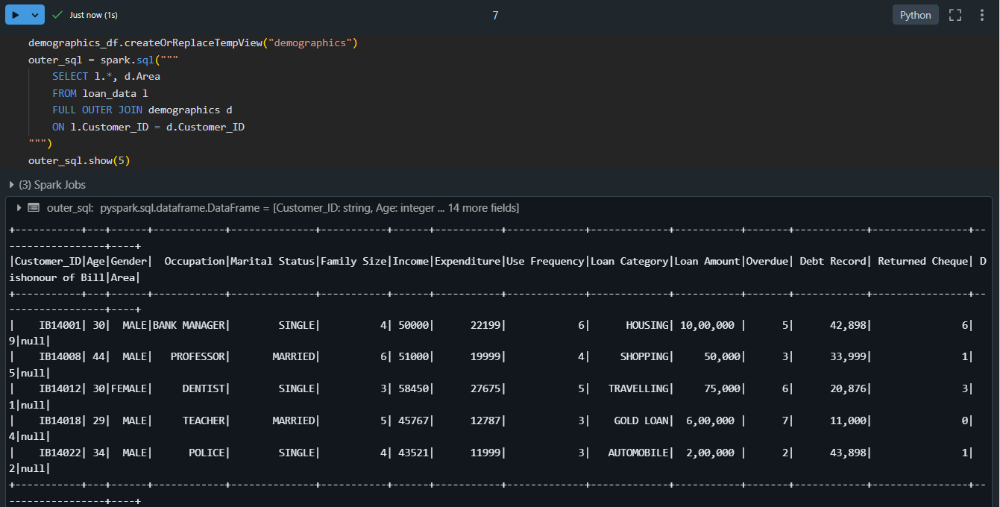 Just now (1s)
7
Python
demographics_df.createOrReplaceTempView("demographics")
outer_sql = spark.sql("""
    SELECT l.*, d.Area
    FROM loan_data l
    FULL OUTER JOIN demographics d
    ON l.Customer_ID = d.Customer_ID
""")
outer_sql.show(5)
(3) Spark Jobs
outer_sql: pyspark.sql.dataframe.DataFrame = [Customer_ID: string, Age: integer ... 14 more fields]
+-----------+---+------+------------+--------------+-----------+------+-----------+-------------+-------------+-----------+-------+------------+----------------+--
-----------------+----+
|Customer_ID|Age|Gender|  Occupation|Marital Status|Family Size|Income|Expenditure|Use Frequency|Loan Category|Loan Amount|Overdue| Debt Record| Returned Cheque| D
ishonour of Bill|Area|
+-----------+---+------+------------+--------------+-----------+------+-----------+-------------+-------------+-----------+-------+------------+----------------+--
-----------------+----+
|    IB14001| 30|  MALE|BANK MANAGER|        SINGLE|          4| 50000|      22199|            6|      HOUSING| 10,00,000 |      5|      42,898|               6|
9|null|
|    IB14008| 44|  MALE|   PROFESSOR|       MARRIED|          6| 51000|      19999|            4|     SHOPPING|     50,000|      3|      33,999|               1|
5|null|
|    IB14012| 30|FEMALE|     DENTIST|        SINGLE|          3| 58450|      27675|            5|   TRAVELLING|     75,000|      6|      20,876|               3|
1|null|
|    IB14018| 29|  MALE|     TEACHER|       MARRIED|          5| 45767|      12787|            3|    GOLD LOAN|  6,00,000 |      7|      11,000|               0|
4|null|
|    IB14022| 34|  MALE|      POLICE|        SINGLE|          4| 43521|      11999|            3|   AUTOMOBILE|  2,00,000 |      2|      43,898|               1|
2|null|
+-----------+---+------+------------+--------------+-----------+------+-----------+-------------+-------------+-----------+-------+------------+----------------+--
-----------------+----+